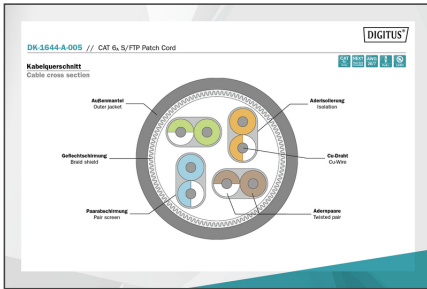 DIGITUS®
DK-1644-A-005 // CAT 6A S/FTP Patch Cord
Kabelquerschnitt
Cable cross section
Außenmantel
Outer jacket
Aderisolierung
Isolation
Geflechtschirmung
Braid shield
Cu-Draht
Cu-Wire
Paarabschirmung
Pair screen
Adernpaare
Twisted pair